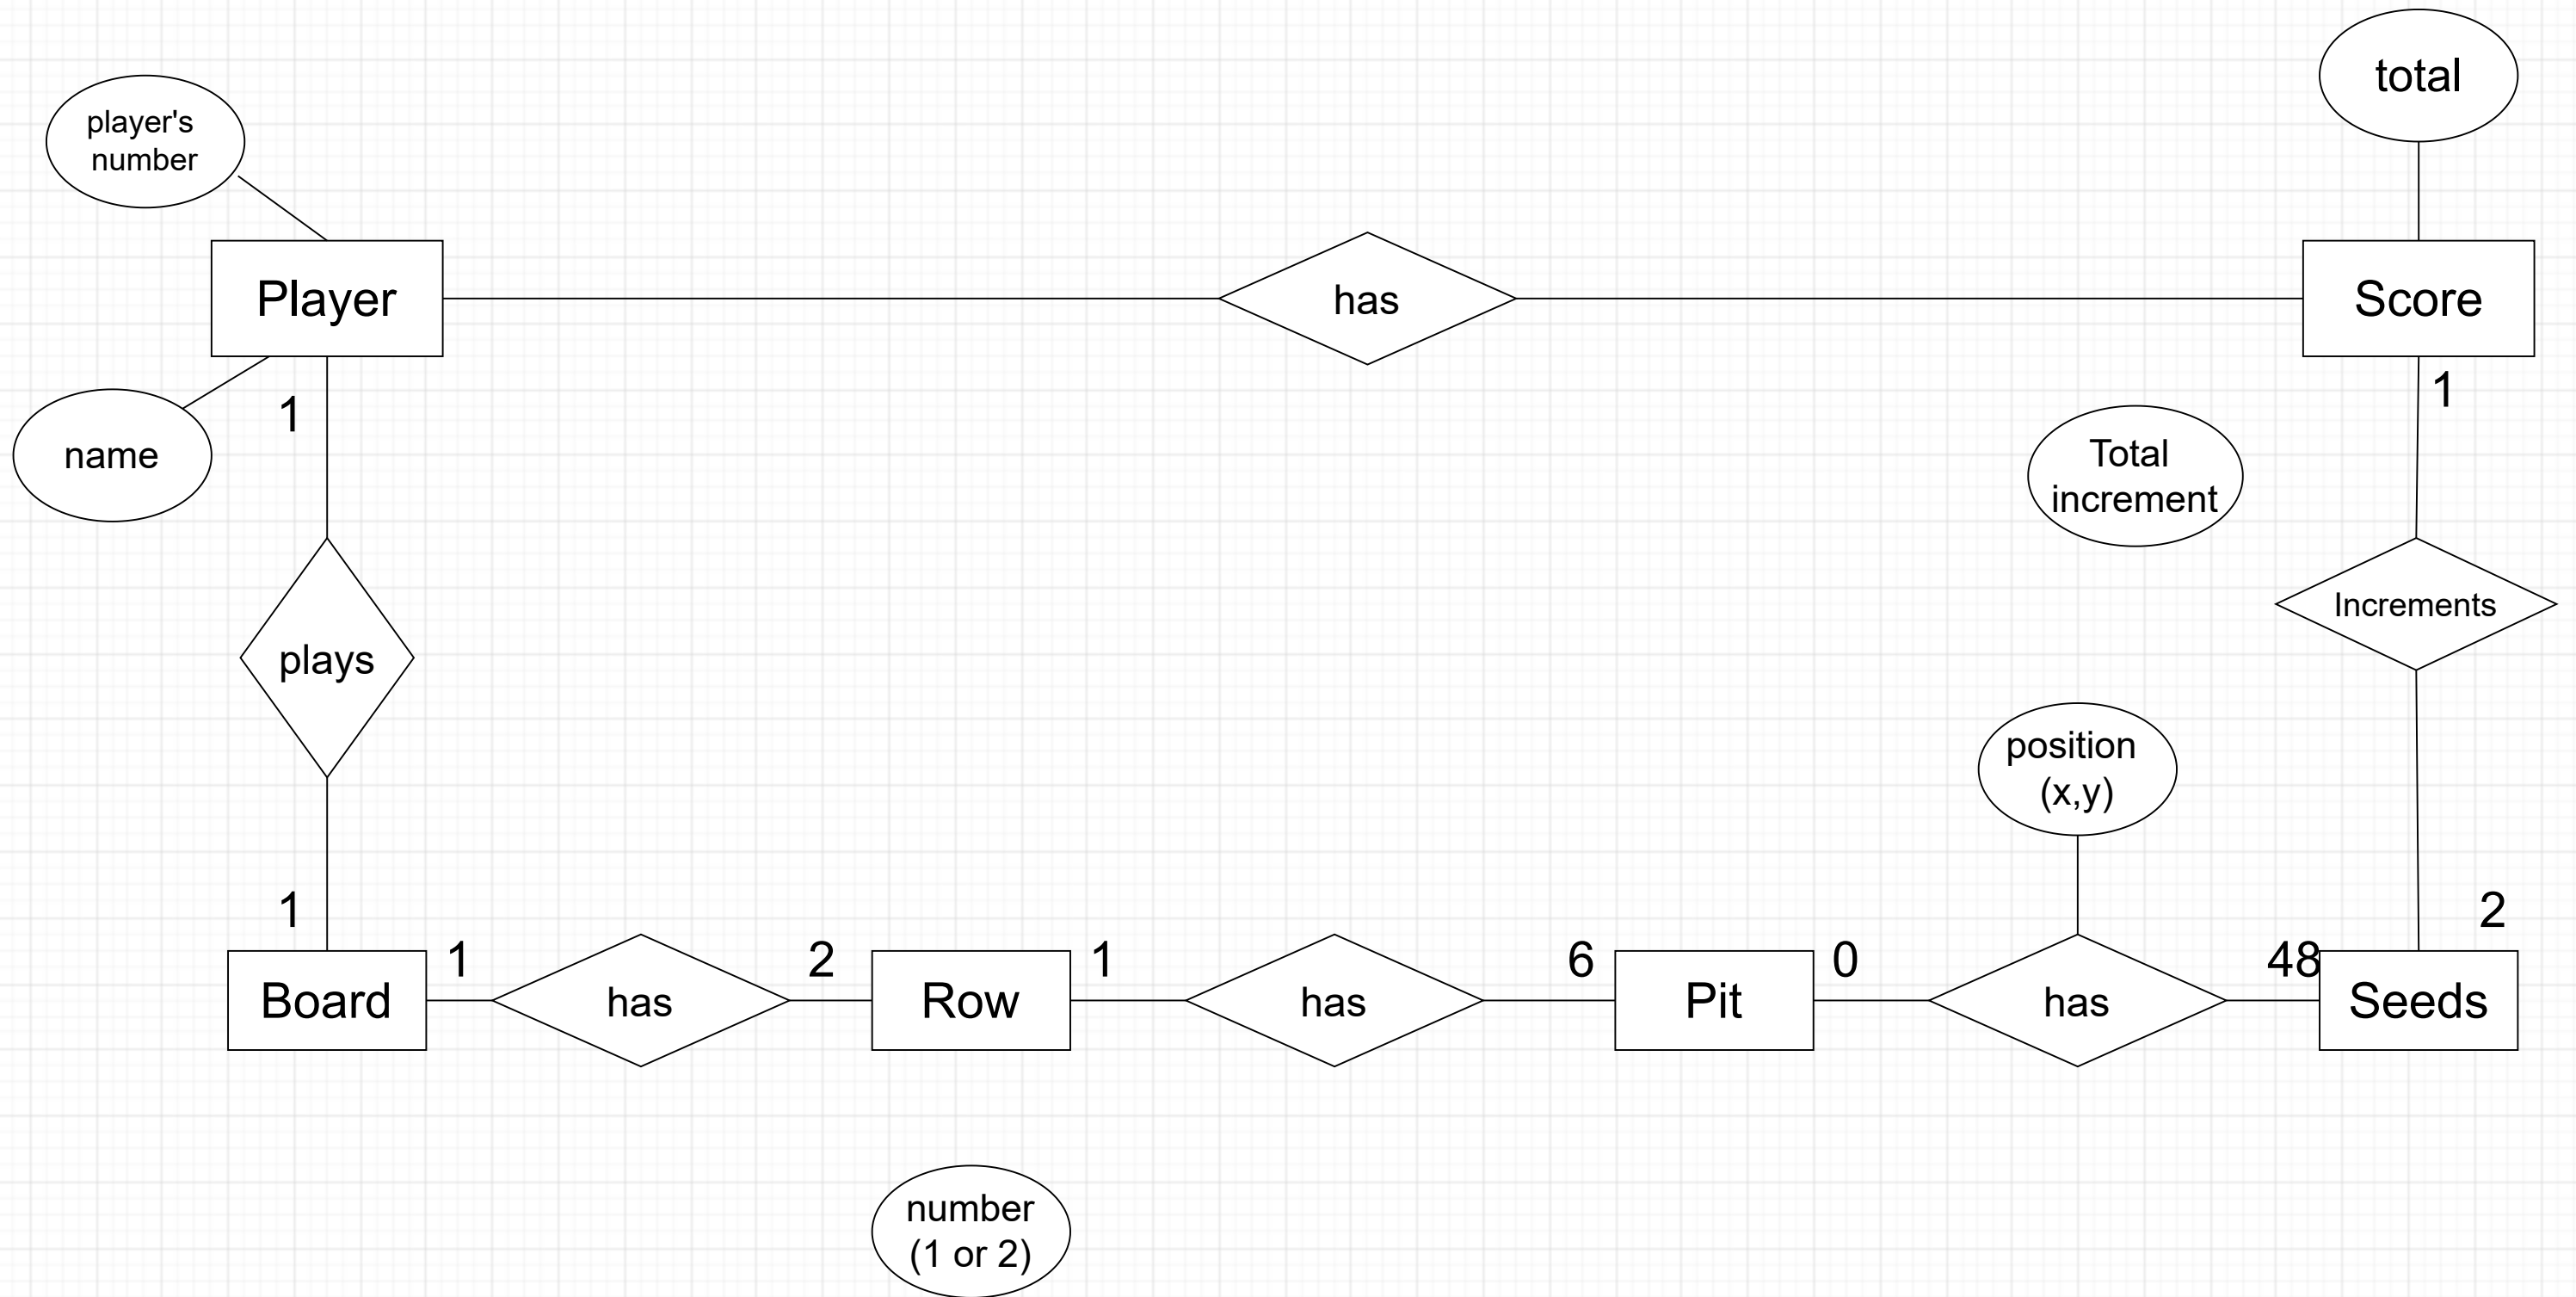 total
player's
number
Player
has
Score
1
1
name
Total
increment
Increments
plays
position
(x,y)
1
2
Board
1
has
2
Row
1
has
6
Pit
0
has
48
Seeds
number
(1 or 2)